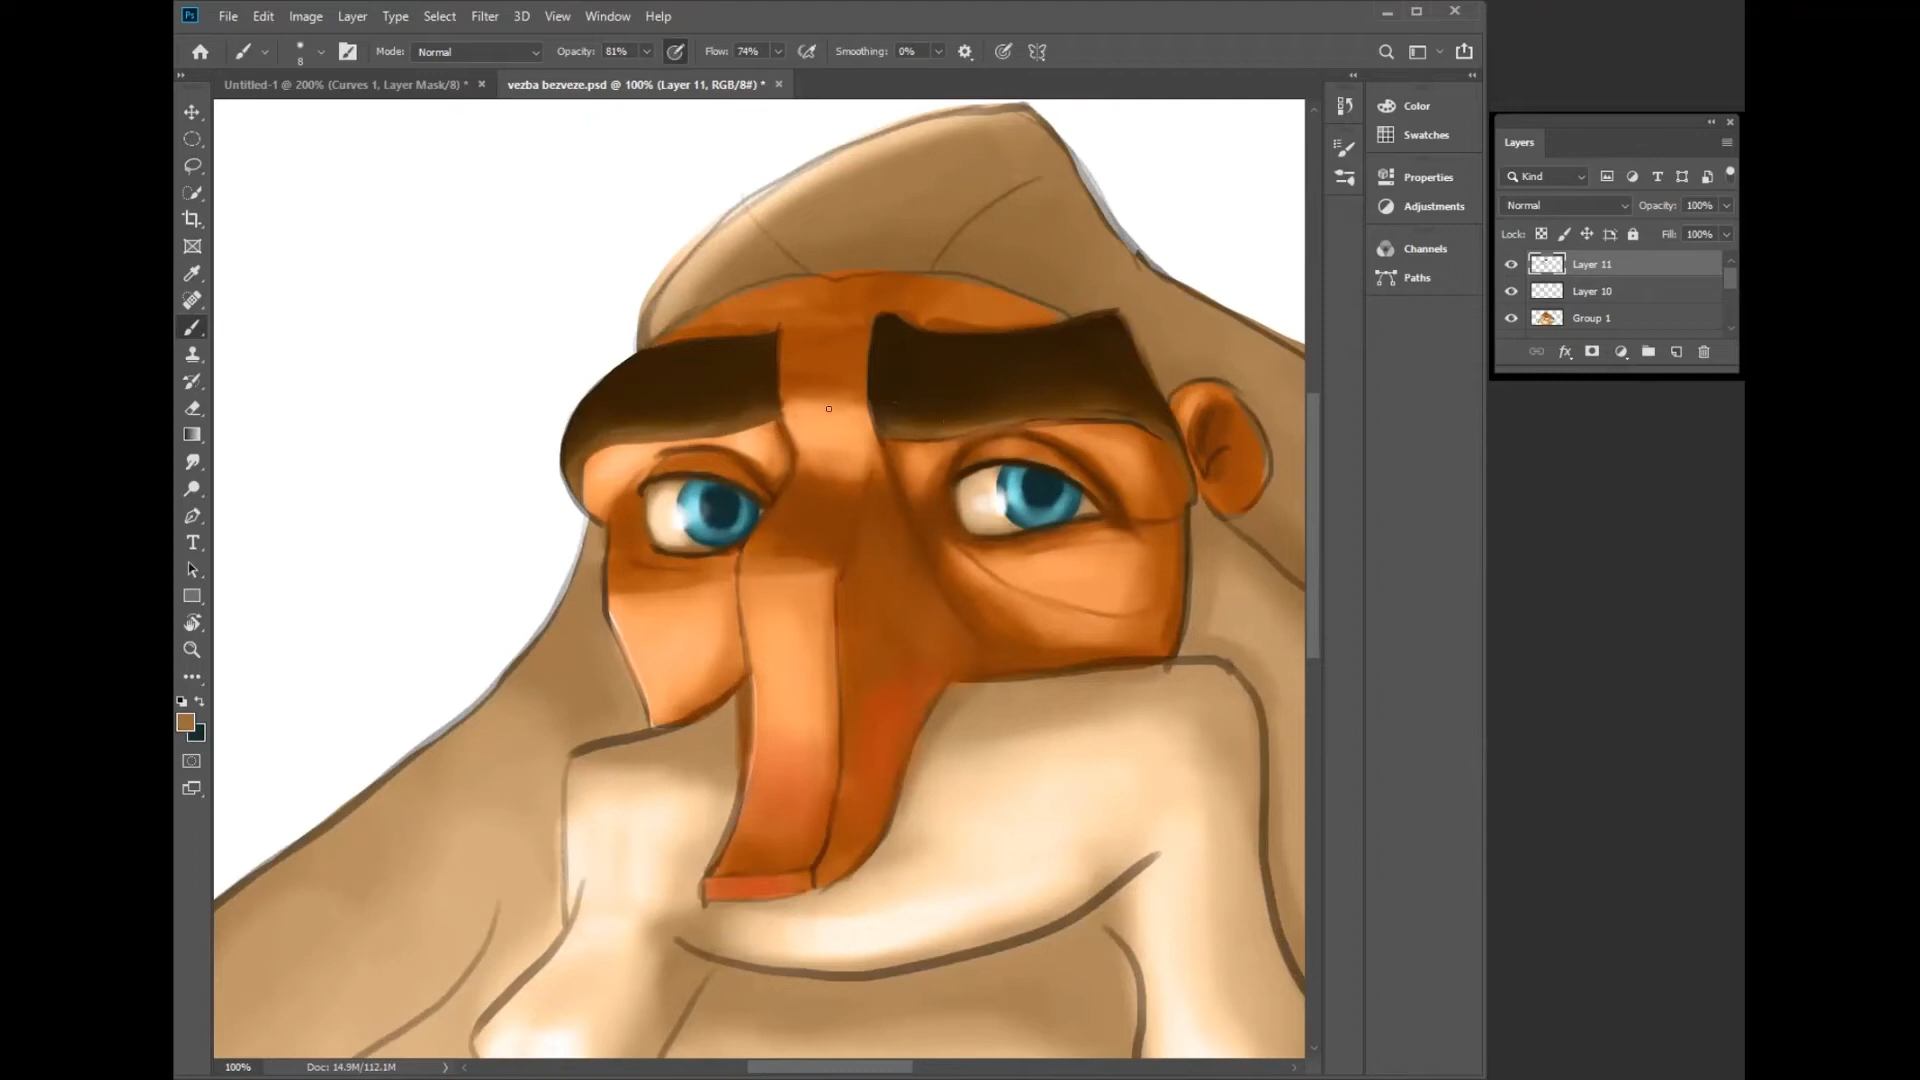 Ps File Edit Image Layer Type Select Filter 3D View Window Help
8 Mode: Normal Opacity: 81% Flow: 74% Smoothing: 0%
Untitled-1 @ 200% (Curves 1, Layer Mask/8) * × vezba bezveze.psd @ 100% (Layer 11, RGB/8#) * ×
Color
Swatches
Properties
Adjustments
Channels
Paths
Layers
Kind
Normal Opacity: 100%
Lock: Fill: 100%
Layer 11
Layer 10
Group 1
fx
100% Doc: 14.9M/112.1M